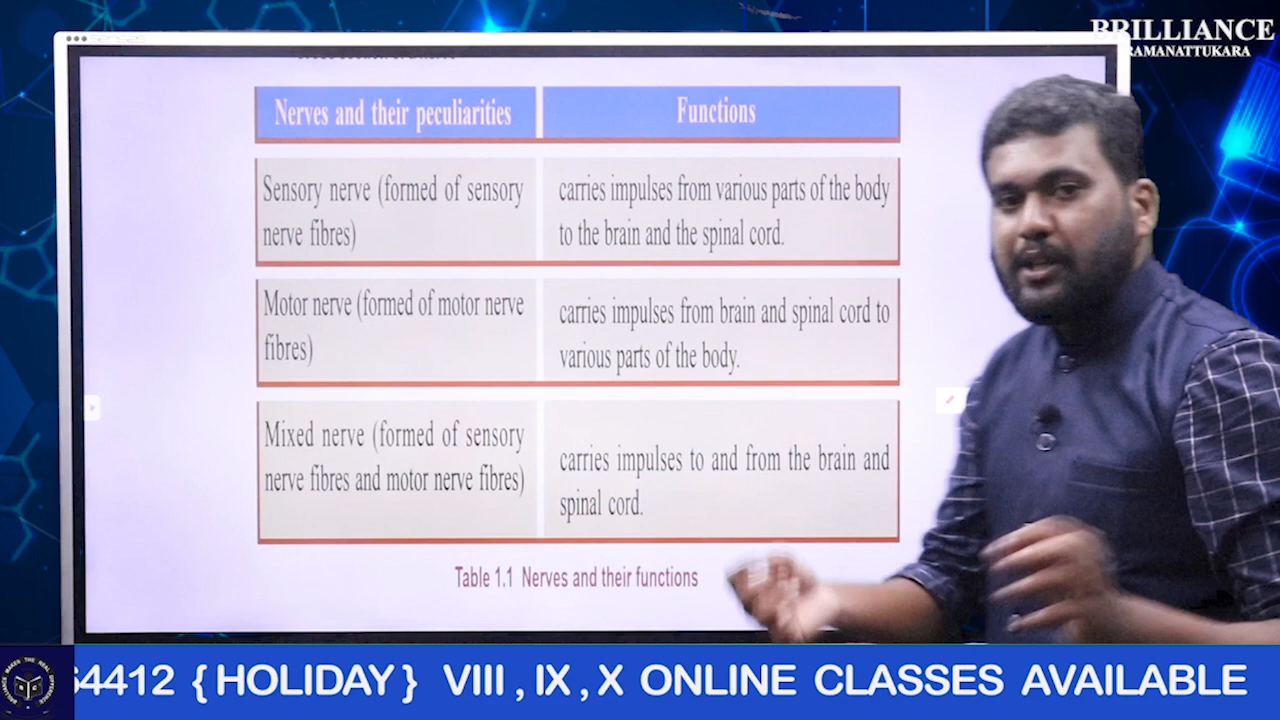 BRILLIANCE
RAMANATTUKARA
Nerves and their peculiarities
Functions
Sensory nerve (formed of sensory
nerve fibres)
carries impulses from various parts of the body
to the brain and the spinal cord.
Motor nerve (formed of motor nerve
fibres)
carries impulses from brain and spinal cord to
various parts of the body.
Mixed nerve (formed of sensory
nerve fibres and motor nerve fibres)
carries impulses to and from the brain and
spinal cord.
Table 1.1 Nerves and their functions
4412 {HOLIDAY} VIII , IX , X ONLINE CLASSES AVAILABLE